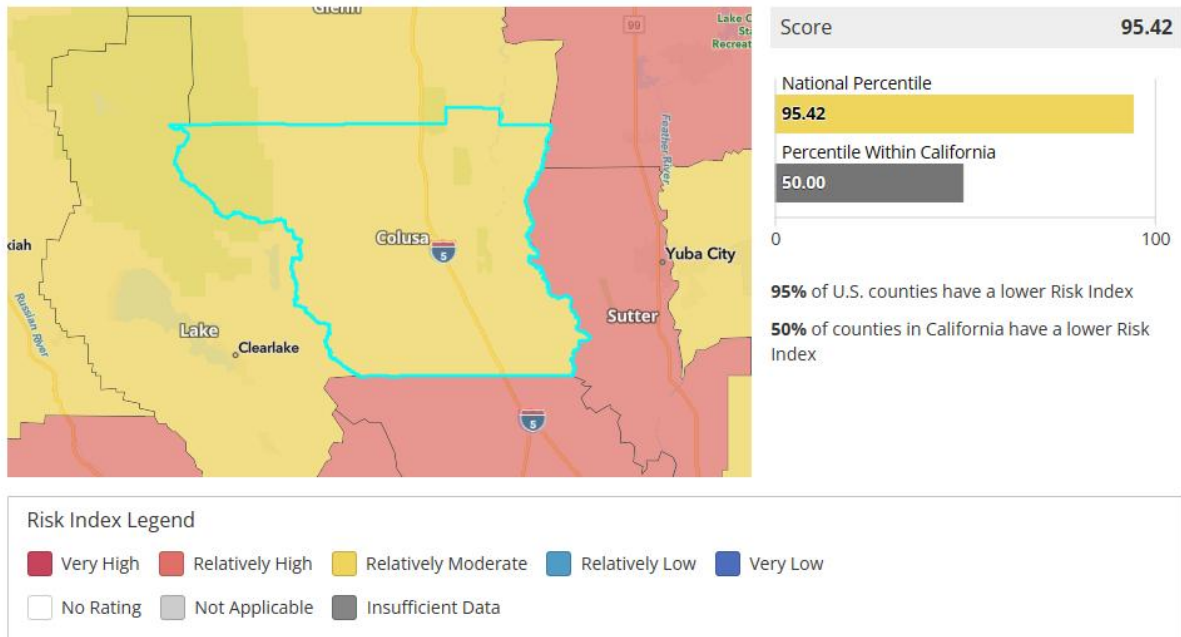 Glenn
99
Lake O
St
Recreat
Feather River
Colusa
5
Yuba City
kiah
Russian River
Lake
Clearlake
Sutter
5
Score 95.42
National Percentile
95.42
Percentile Within California
50.00
0 100
95% of U.S. counties have a lower Risk Index
50% of counties in California have a lower Risk
Index
Risk Index Legend
Very High Relatively High Relatively Moderate Relatively Low Very Low
No Rating Not Applicable Insufficient Data